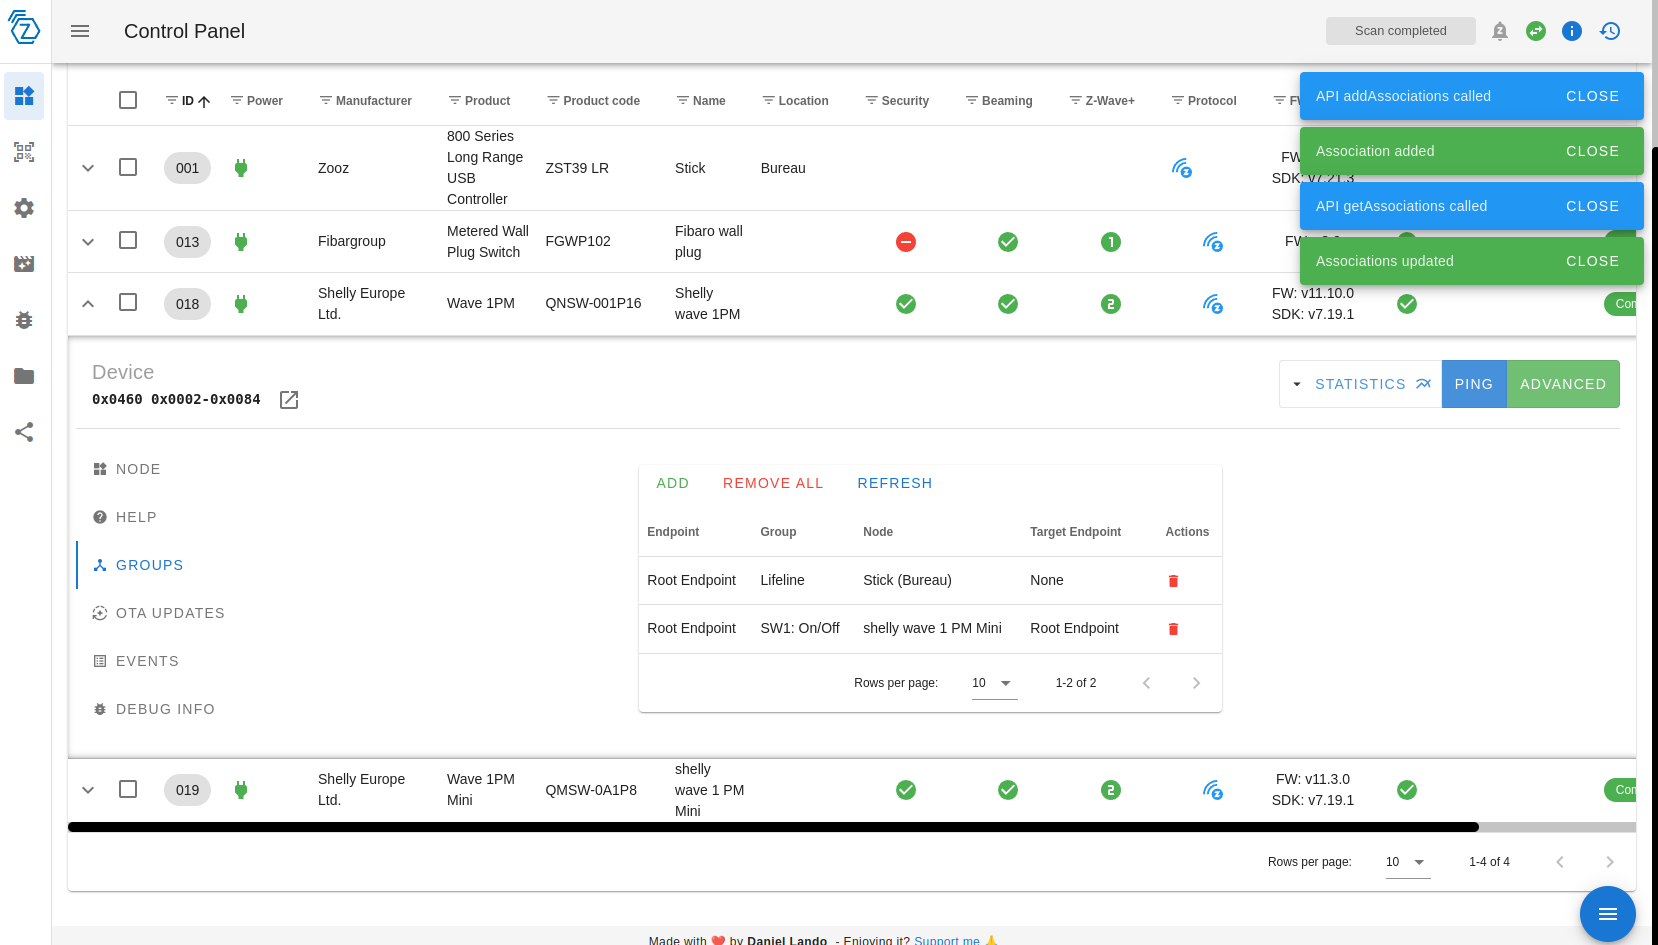 Control Panel
Scan completed
ID
Power
Manufacturer
Product
Product code
Name
Location
Security
Beaming
Z-Wave+
Protocol
API addAssociations called
CLOSE
Association added
CLOSE
API getAssociations called
CLOSE
Associations updated
CLOSE
001
Zooz
800 Series
Long Range
USB
Controller
ZST39 LR
Stick
Bureau
FW:
SDK: v7.21.3
013
Fibargroup
Metered Wall
Plug Switch
FGWP102
Fibaro wall
plug
1
018
Shelly Europe
Ltd.
Wave 1PM
QNSW-001P16
Shelly
wave 1PM
2
FW: v11.10.0
SDK: v7.19.1
Device
0x0460 0x0002-0x0084
STATISTICS
PING
ADVANCED
NODE
HELP
GROUPS
OTA UPDATES
EVENTS
DEBUG INFO
ADD
REMOVE ALL
REFRESH
Endpoint
Group
Node
Target Endpoint
Actions
Root Endpoint
Lifeline
Stick (Bureau)
None
Root Endpoint
SW1: On/Off
shelly wave 1 PM Mini
Root Endpoint
Rows per page:
10
1-2 of 2
019
Shelly Europe
Ltd.
Wave 1PM
Mini
QMSW-0A1P8
shelly
wave 1 PM
Mini
2
FW: v11.3.0
SDK: v7.19.1
Rows per page:
10
1-4 of 4
Made with ❤️ by Daniel Lando - Enjoying it? Support me 🙏